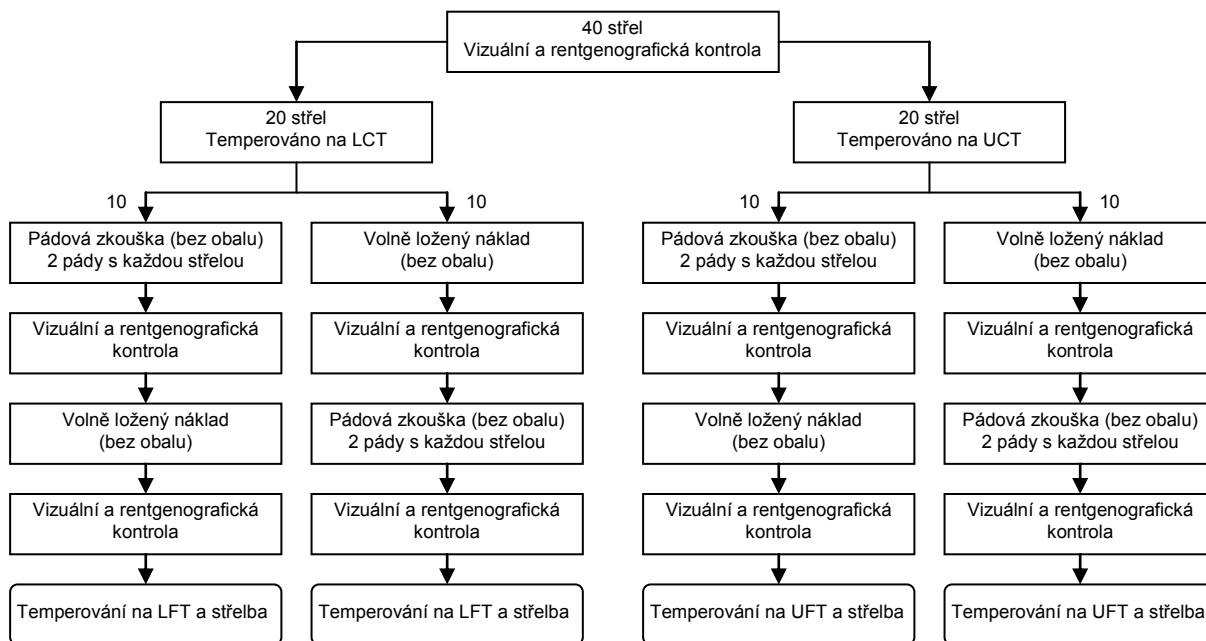 40 střel
Vizuální a rentgenografická kontrola
20 střel
Temperováno na LCT
20 střel
Temperováno na UCT
10
10
10
10
Pádová zkouška (bez obalu)
2 pády s každou střelou
Volně ložený náklad
(bez obalu)
Pádová zkouška (bez obalu)
2 pády s každou střelou
Volně ložený náklad
(bez obalu)
Vizuální a rentgenografická
kontrola
Vizuální a rentgenografická
kontrola
Vizuální a rentgenografická
kontrola
Vizuální a rentgenografická
kontrola
Volně ložený náklad
(bez obalu)
Pádová zkouška (bez obalu)
2 pády s každou střelou
Volně ložený náklad
(bez obalu)
Pádová zkouška (bez obalu)
2 pády s každou střelou
Vizuální a rentgenografická
kontrola
Vizuální a rentgenografická
kontrola
Vizuální a rentgenografická
kontrola
Vizuální a rentgenografická
kontrola
Temperování na LFT a střelba
Temperování na LFT a střelba
Temperování na UFT a střelba
Temperování na UFT a střelba